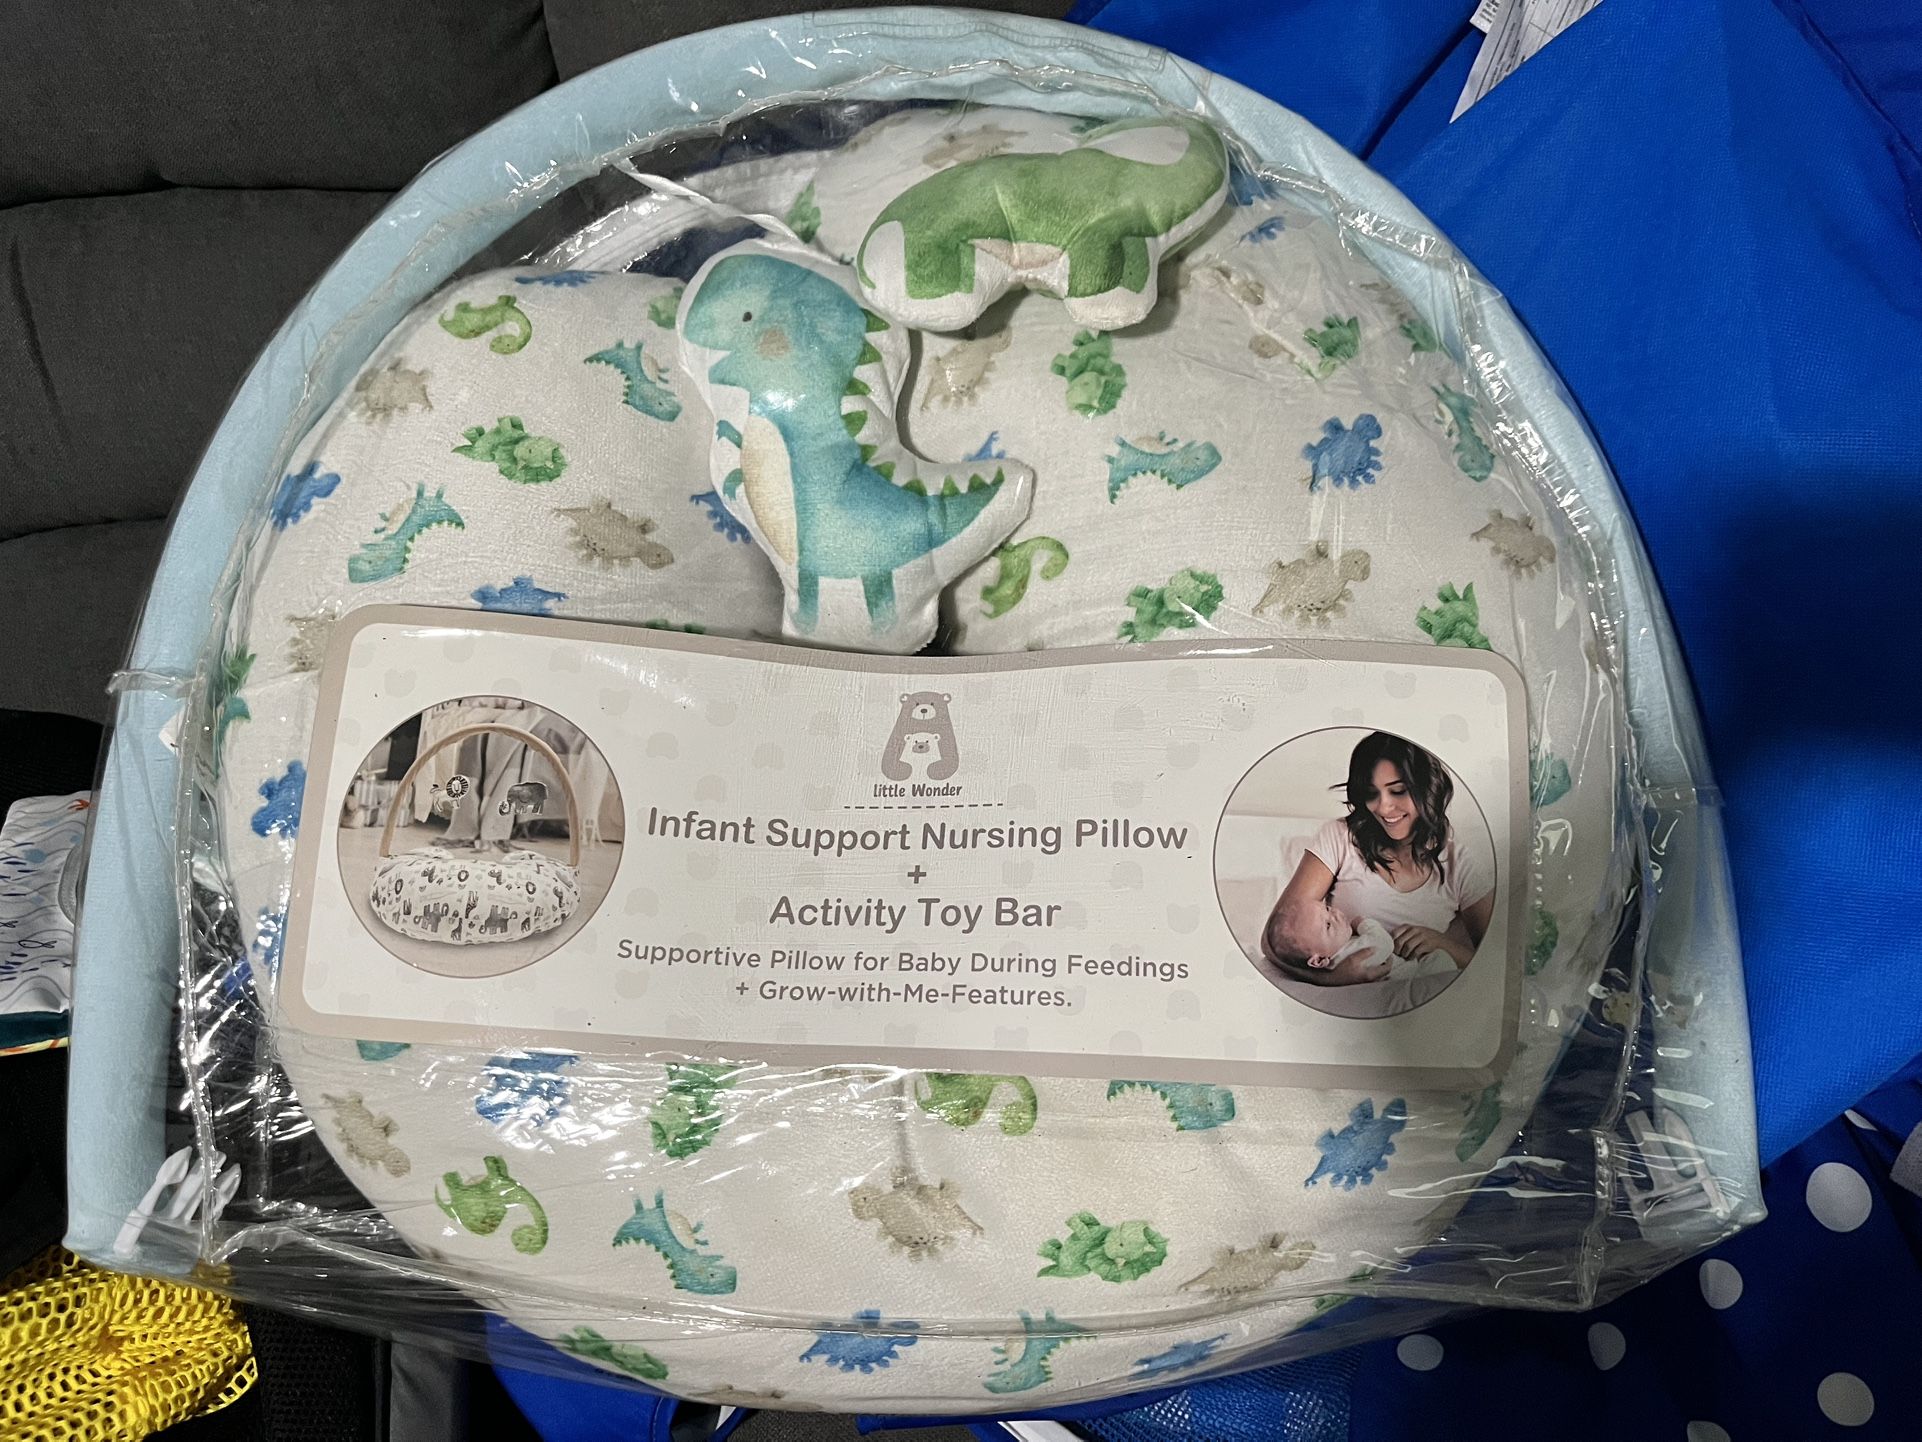 Little Wonder
Infant Support Nursing Pillow
+
Activity Toy Bar
Supportive Pillow for Baby During Feedings
+ Grow-with-Me-Features.